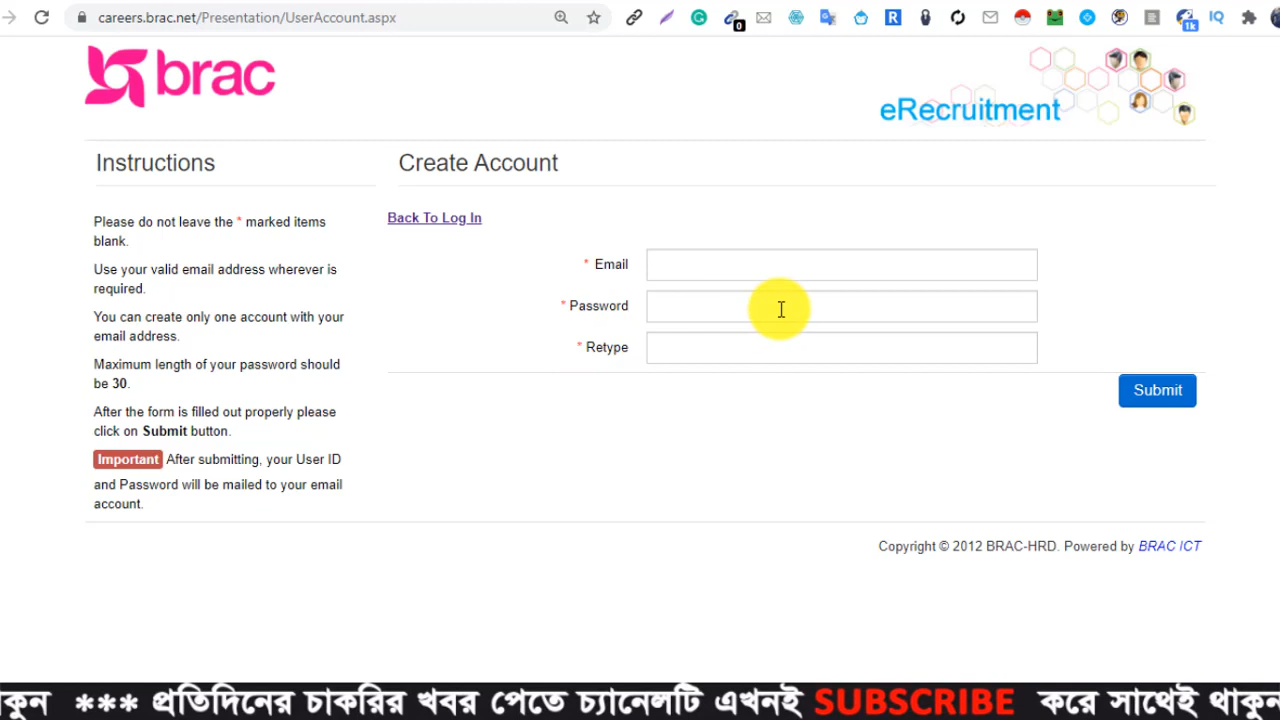 careers.brac.net/Presentation/UserAccount.aspx
0
R
1k
IQ
brac
eRecruitment
Instructions
Please do not leave the * marked items
blank.
Use your valid email address wherever is
required.
You can create only one account with your
email address.
Maximum length of your password should
be 30.
After the form is filled out properly please
click on Submit button.
Important After submitting, your User ID
and Password will be mailed to your email
account.
Create Account
Back To Log In
* Email
* Password
* Retype
Submit
Copyright © 2012 BRAC-HRD. Powered by BRAC ICT
াকুন *** প্রতিদিনের চাকরির খবর পেতে চ্যানেলটি এখনই SUBSCRIBE করে সাথেই থাকুন